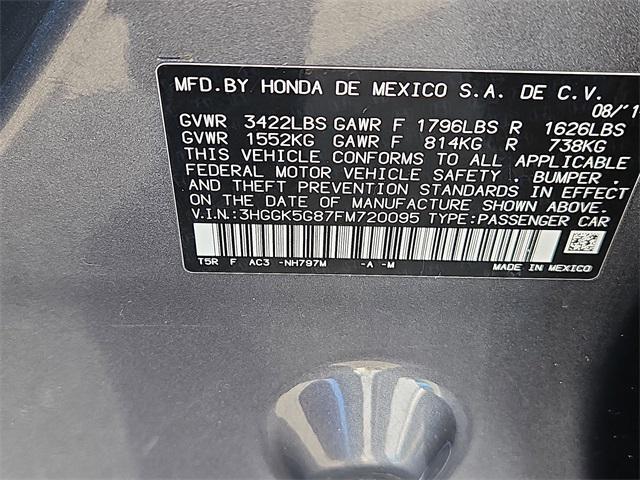 MFD.BY HONDA DE MEXICO S.A. DE C.V.
08/'1
GVWR 3422LBS GAWR F 1796LBS R 1626LBS
GVWR 1552KG GAWR F 814KG R 738KG
THIS VEHICLE CONFORMS TO ALL APPLICABLE
FEDERAL MOTOR VEHICLE SAFETY . BUMPER .
AND THEFT PREVENTION STANDARDS IN EFFECT
ON THE DATE OF MANUFACTURE SHOWN ABOVE.
V.I.N.:3HGGK5G87FM720095 TYPE:PASSENGER CAR
T5R F AC3 -NH797M -A -M
MADE IN MEXICO